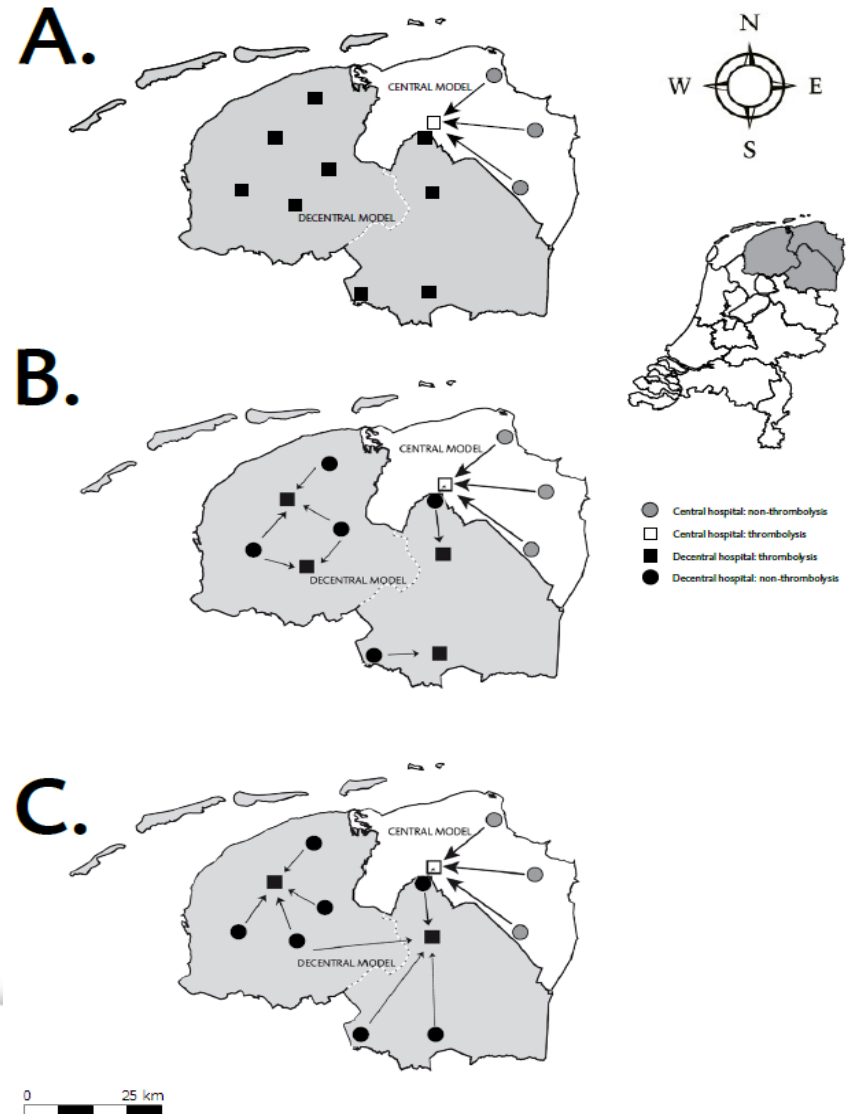 A.
CENTRAL MODEL
DECENTRAL MODEL
N
W E
S
B.
CENTRAL MODEL
DECENTRAL MODEL
Central hospital: non-thrombolysis
Central hospital: thrombolysis
Decentral hospital: thrombolysis
Decentral hospital: non-thrombolysis
C.
CENTRAL MODEL
DECENTRAL MODEL
0 25 km